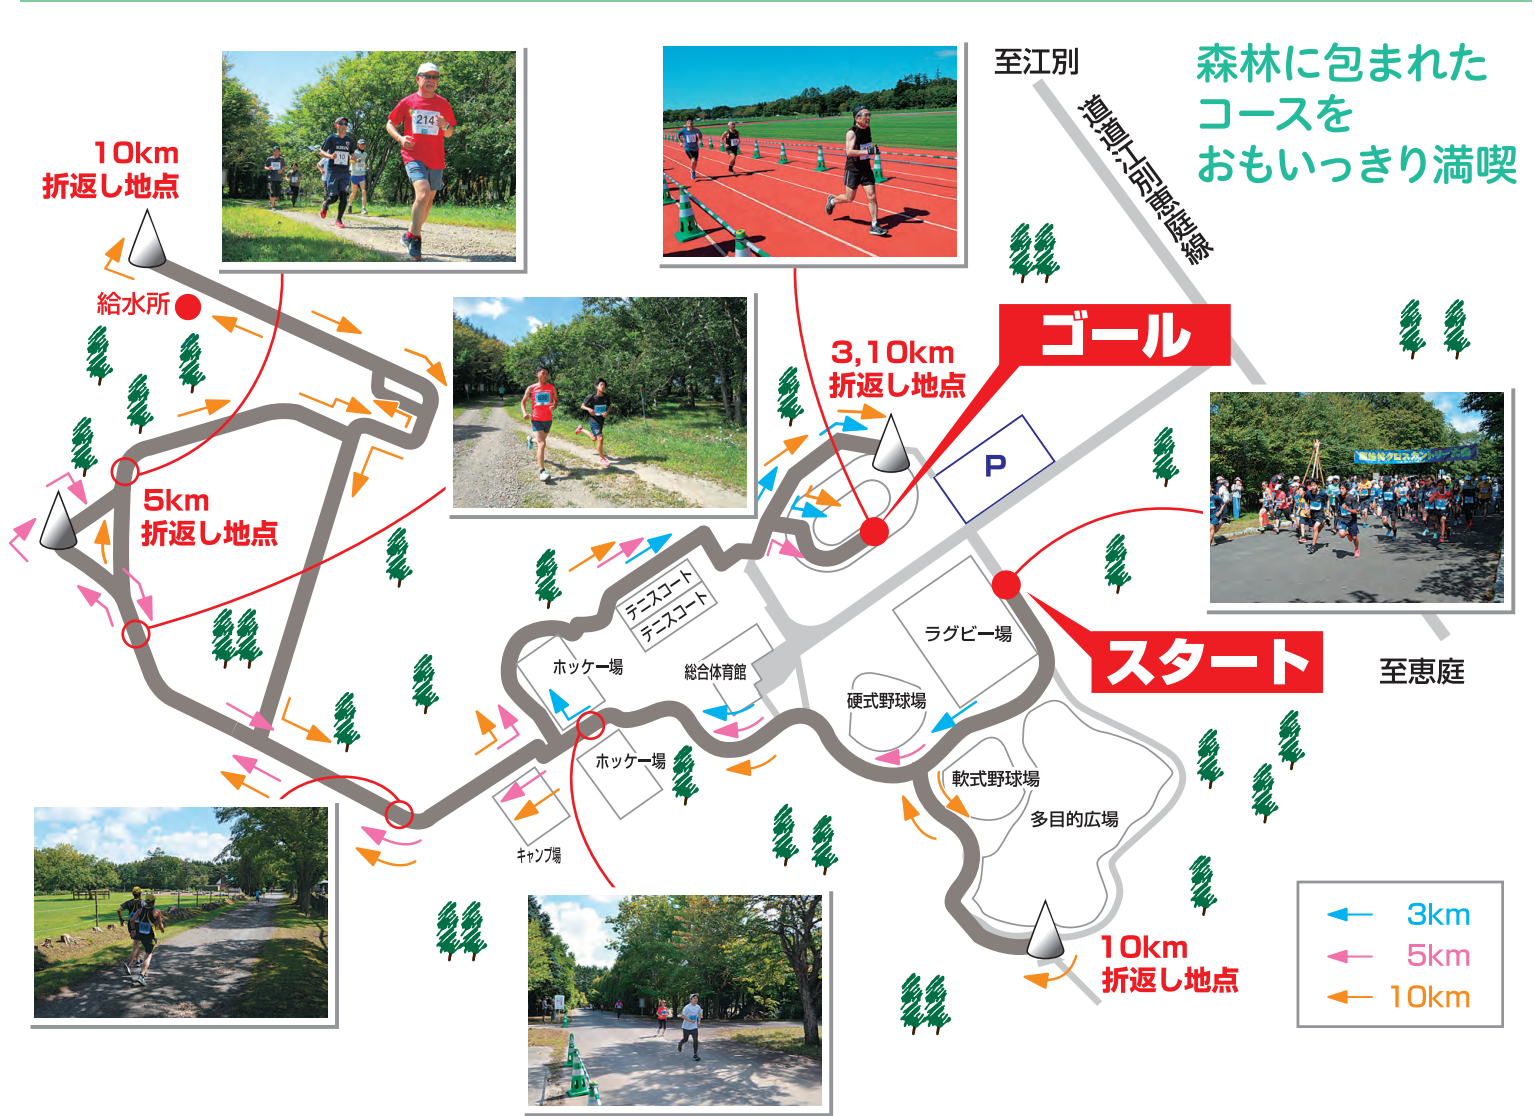 森林に包まれた
コースを
おもいっきり満喫
至江別
道道江別恵庭線
10km
折返し地点
給水所
214
10
ゴール
3,10km
折返し地点
P
5km
折返し地点
テニスコート
テニスコート
ラグビー場
スタート
至恵庭
ホッケー場
総合体育館
硬式野球場
ホッケー場
軟式野球場
多目的広場
キャンプ場
10km
折返し地点
3km
5km
10km